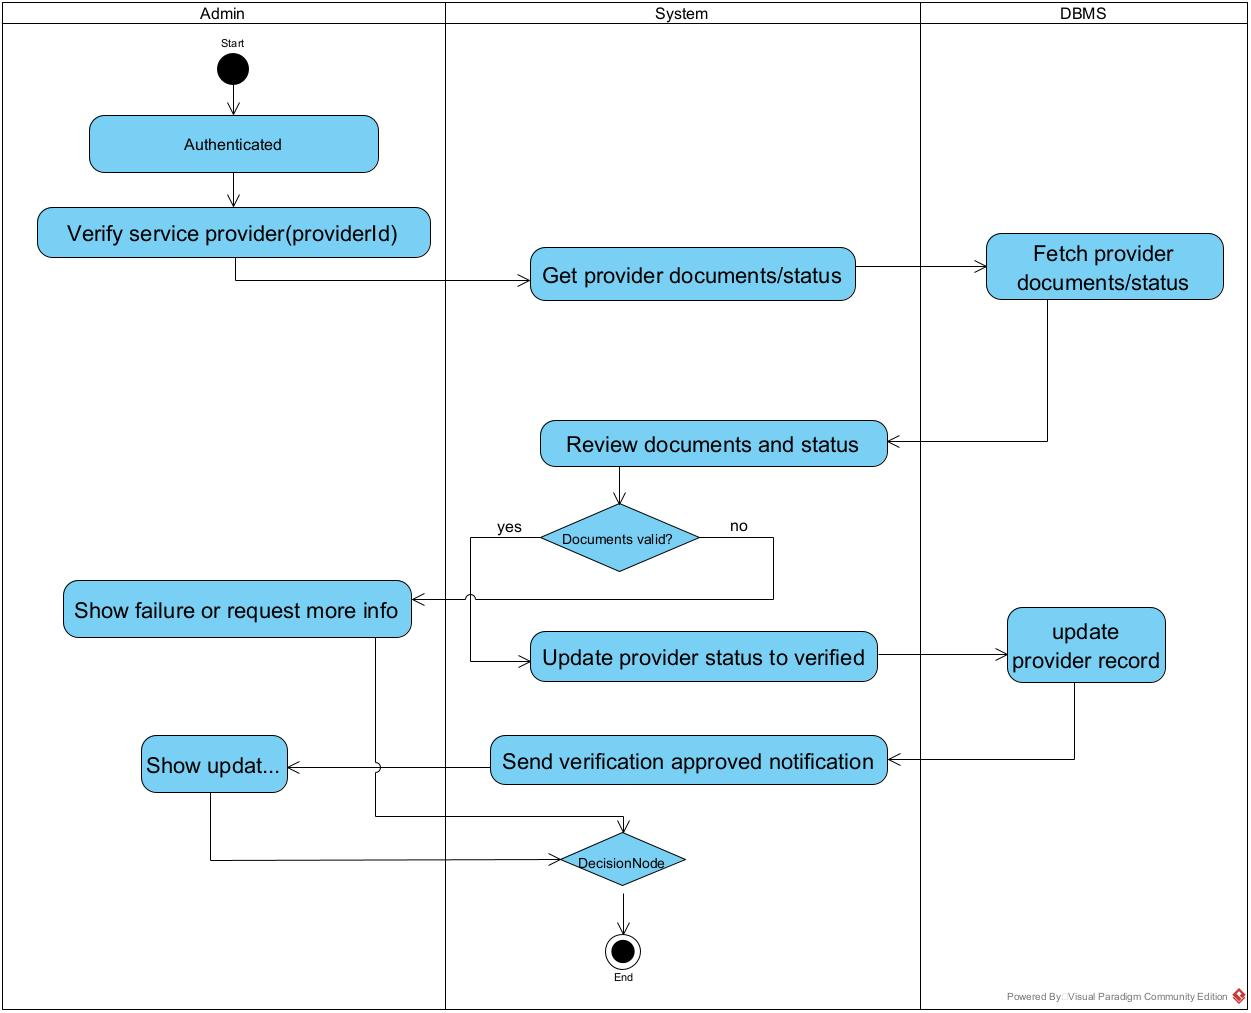 Admin
System
DBMS
Start
Authenticated
Verify service provider(providerId)
Get provider documents/status
Fetch provider
documents/status
Review documents and status
yes
Documents valid?
no
Show failure or request more info
Update provider status to verified
update
provider record
Show updat...
Send verification approved notification
DecisionNode
End
Powered By Visual Paradigm Community Edition